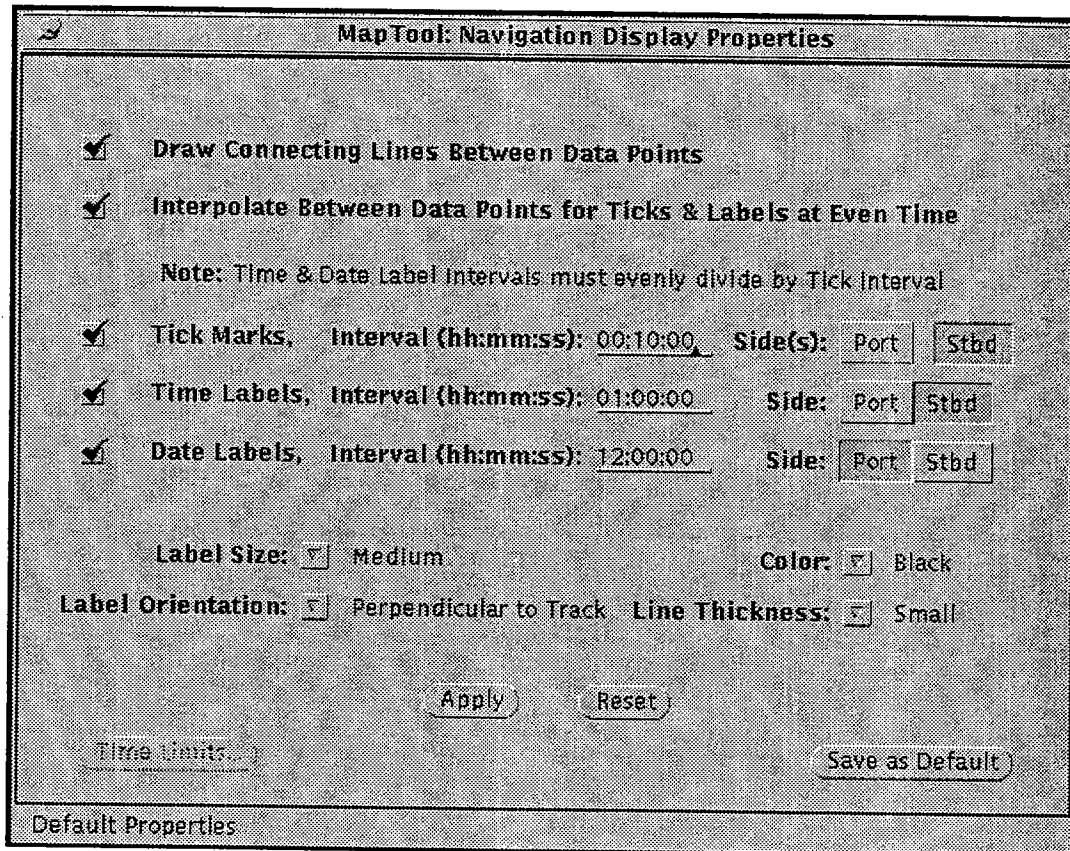 MapTool: Navigation Display Properties
Draw Connecting Lines Between Data Points
Interpolate Between Data Points for Ticks & Labels at Even Time
Note: Time & Date Label Intervals must evenly divide by Tick Interval
Tick Marks, Interval (hh:mm:ss): 00:10:00 Side(s): Port Stbd
Time Labels, Interval (hh:mm:ss): 01:00:00 Side: Port Stbd
Date Labels, Interval (hh:mm:ss): 12:00:00 Side: Port Stbd
Label Size: Medium Color: Black
Label Orientation: Perpendicular to Track Line Thickness: Small
Apply Reset
Time Limits... Save as Default
Default Properties